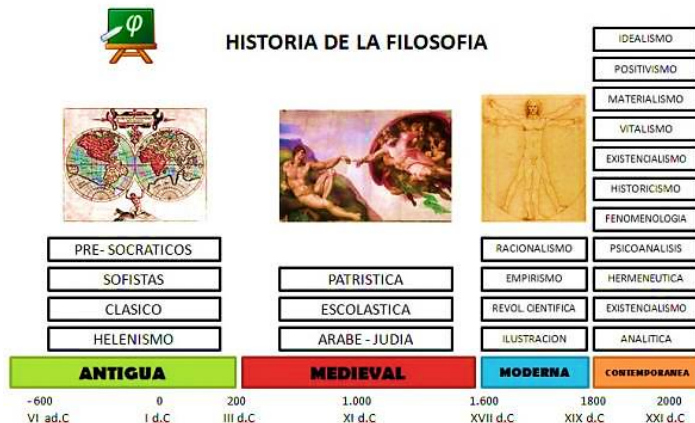 φ
HISTORIA DE LA FILOSOFIA
IDEALISMO
POSITIVISMO
MATERIALISMO
VITALISMO
EXISTENCIALISMO
HISTORICISMO
FENOMENOLOGIA
PRE- SOCRATICOS
RACIONALISMO
PSICOANALISIS
SOFISTAS
PATRISTICA
EMPIRISMO
HERMENEUTICA
CLASICO
ESCOLASTICA
REVOL. CIENTIFICA
EXISTENCIALISMO
HELENISMO
ARABE - JUDIA
ILUSTRACION
ANALITICA
ANTIGUA
MEDIEVAL
MODERNA
CONTEMPORANEA
-600 0 200 1.000 1.600 1800 2000
VI ad.C I d.C III d.C XI d.C XVII d.C XIX d.C XXI d.C